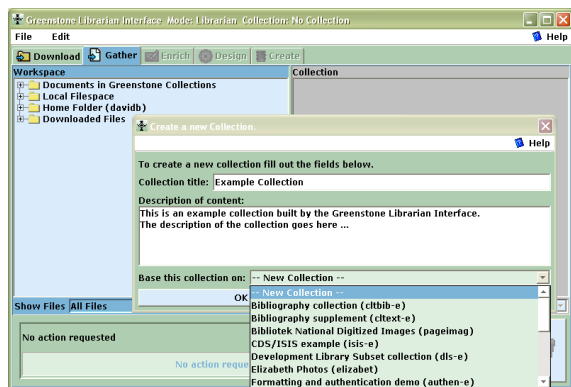 Greenstone Librarian Interface Mode: Librarian Collection: No Collection
File Edit Help
Download Gather Enrich Design Create
Workspace Collection
Documents in Greenstone Collections
Local Filespace
Home Folder (davidb)
Downloaded Files
Create a new Collection.
Help
To create a new collection fill out the fields below.
Collection title: Example Collection
Description of content:
This is an example collection built by the Greenstone Librarian Interface.
The description of the collection goes here ...
Base this collection on: -- New Collection --
OK
-- New Collection --
Bibliography collection (cltbib-e)
Bibliography supplement (cltext-e)
Bibliotek National Digitized Images (pageimag)
CDS/ISIS example (isis-e)
Development Library Subset collection (dls-e)
Elizabeth Photos (elizabet)
Formatting and authentication demo (authen-e)
Show Files All Files
No action requested
No action reque